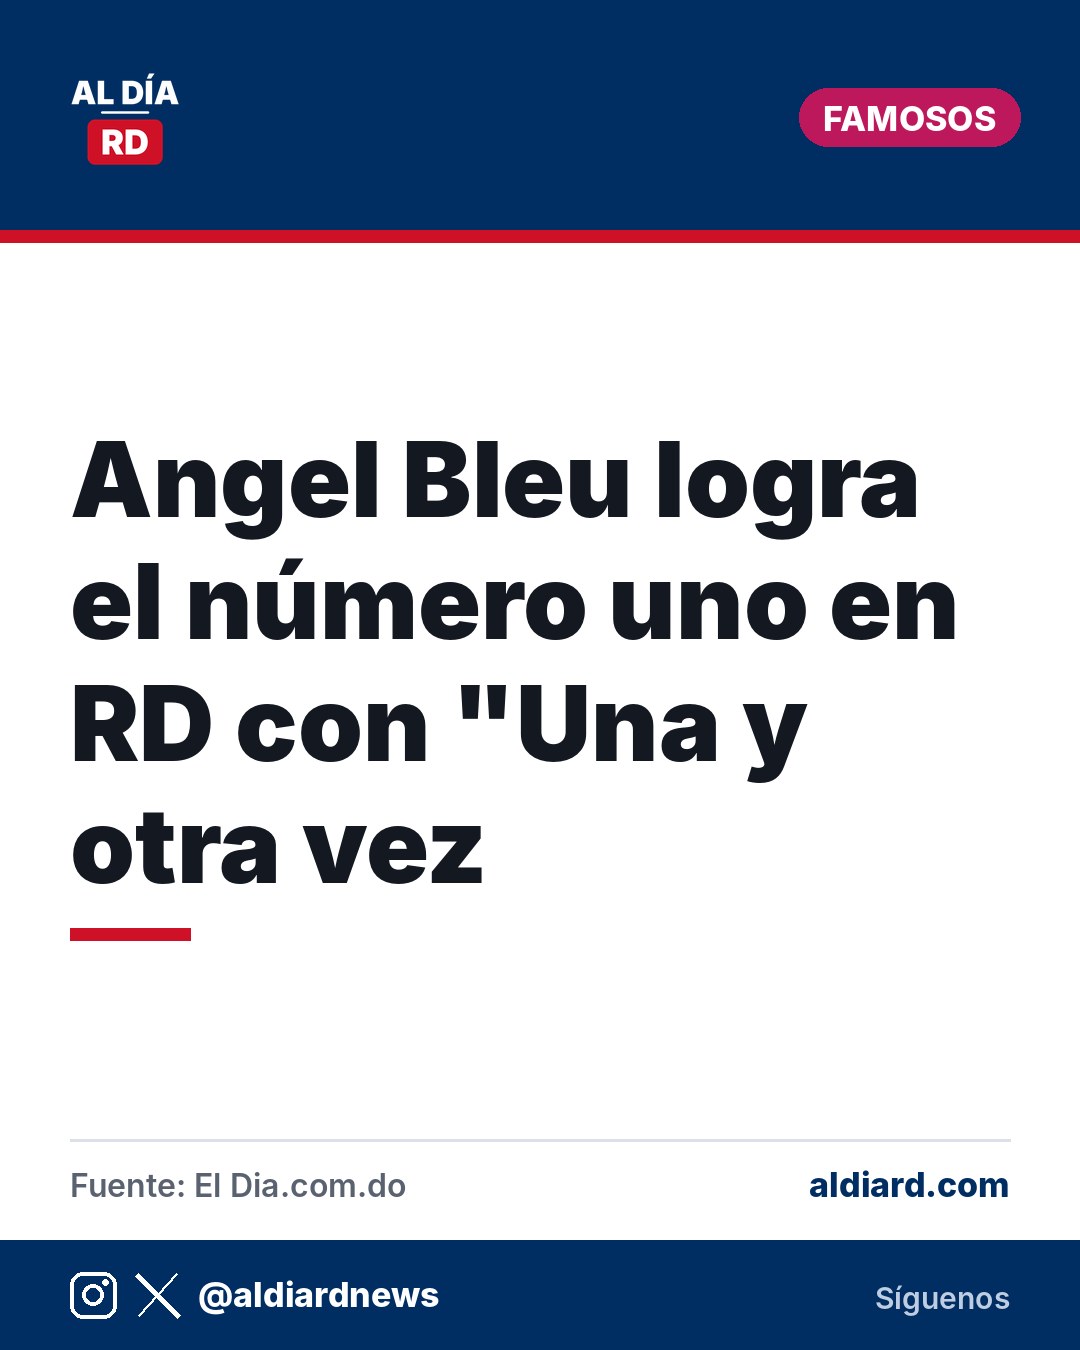 AL DÍA
RD
FAMOSOS
Angel Bleu logra
el número uno en
RD con "Una y
otra vez
Fuente: El Dia.com.do
aldiard.com
@aldiardnews
Síguenos